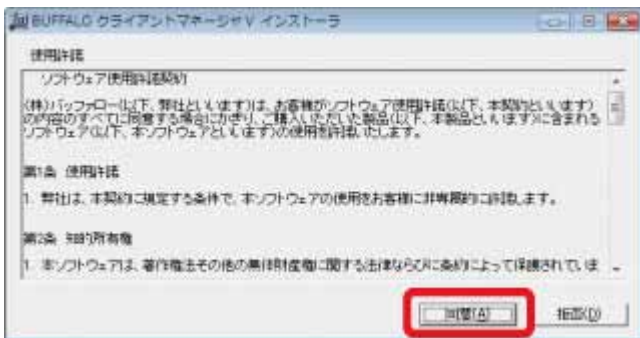 BUFFALO クライアントマネージャV インストーラ
使用許諾
ソフトウェア使用許諾契約
(株)バッファロー(以下、弊社といいます)は、お客様がソフトウェア使用許諾(以下、本契約といいます)
の内容のすべてに同意する場合にかぎり、ご購入いただいた製品(以下、本製品といいます)に含まれる
ソフトウェア(以下、本ソフトウェアといいます)の使用を許諾いたします。
第1条 使用許諾
1. 弊社は、本契約に規定する条件で、本ソフトウェアの使用をお客様に非独占的に許諾します。
第2条 知的所有権
1. 本ソフトウェアは、著作権法その他の無体財産権に関する法律ならびに条約によって保護されていま
同意(A)
拒否(D)